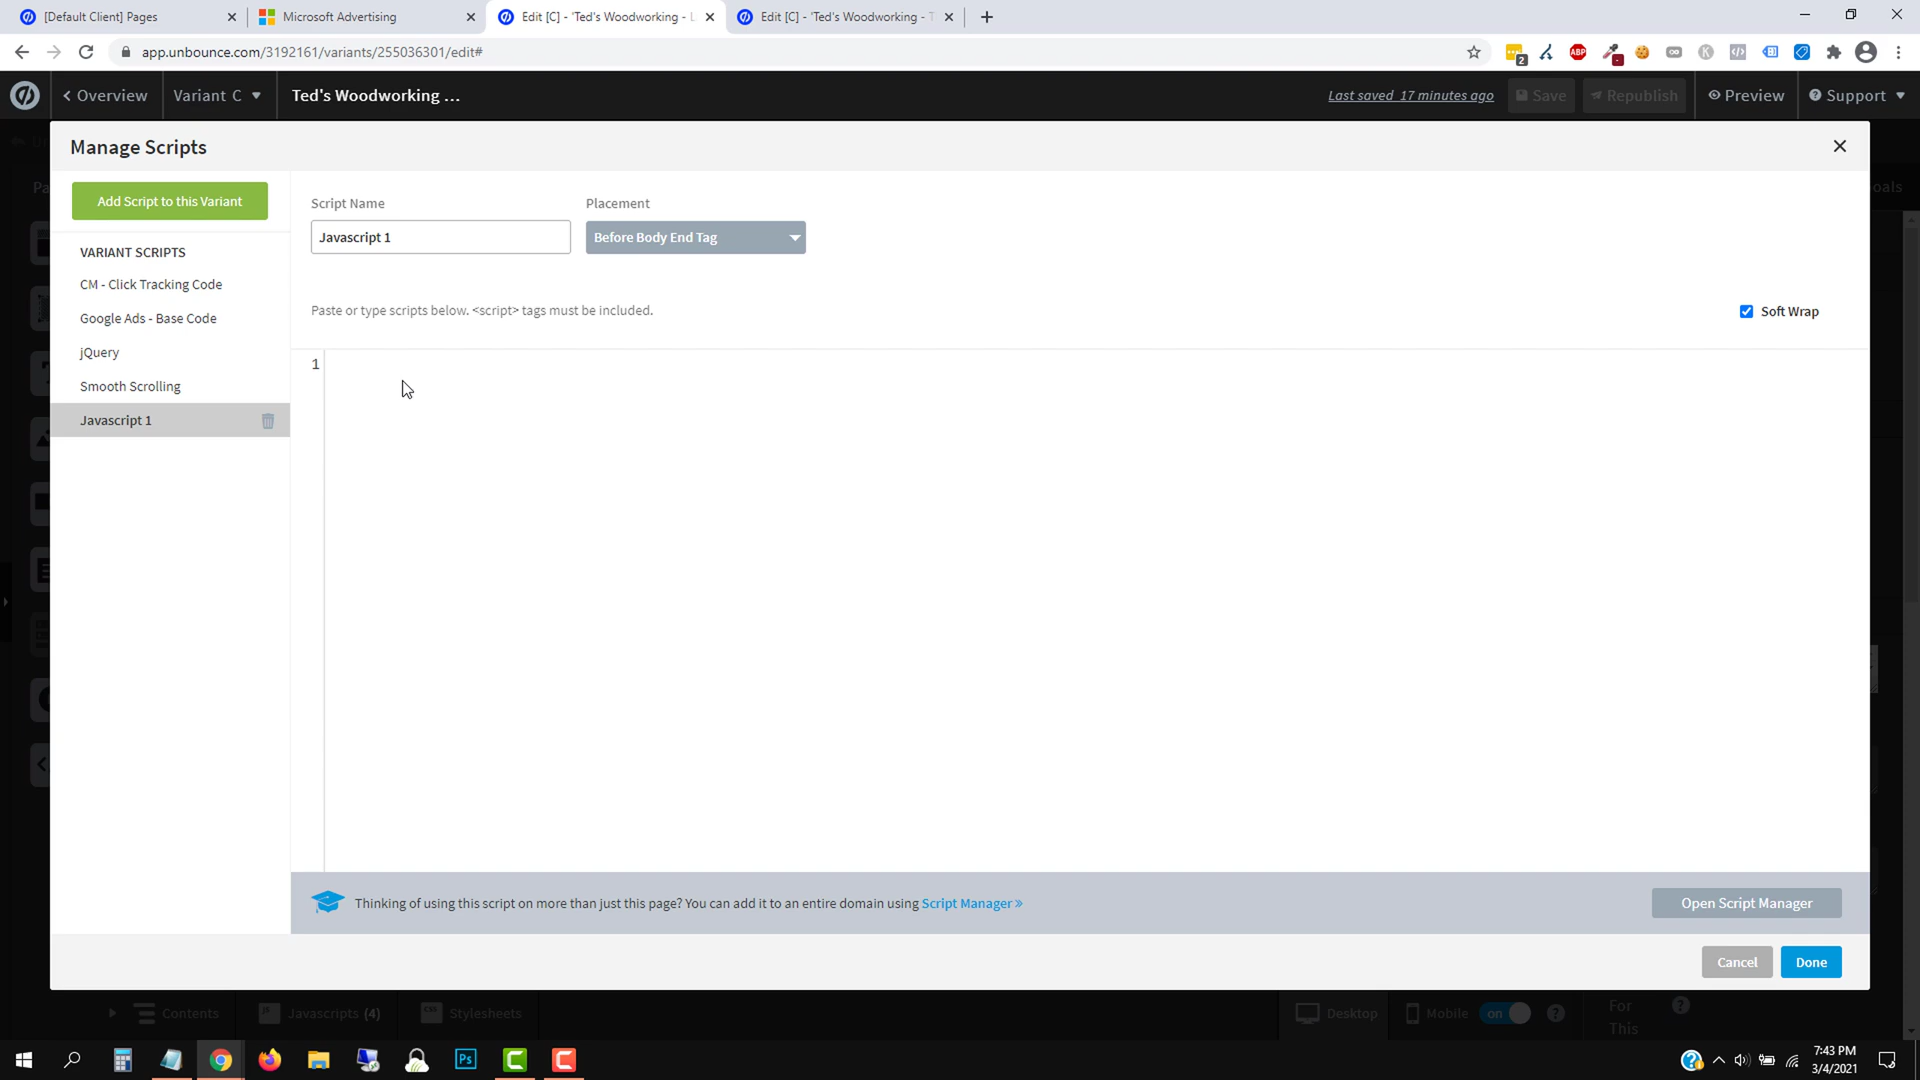 [Default Client] Pages
Microsoft Advertising
Edit [C] - 'Ted's Woodworking - L
Edit [C] - 'Ted's Woodworking - T
app.unbounce.com/3192161/variants/255036301/edit#
2
ABP
Overview
Variant C
Ted's Woodworking ...
Last saved 17 minutes ago
Save
Republish
Preview
Support
Manage Scripts
Add Script to this Variant
Script Name
Placement
Javascript 1
Before Body End Tag
VARIANT SCRIPTS
CM - Click Tracking Code
Google Ads - Base Code
jQuery
Smooth Scrolling
Javascript 1
Paste or type scripts below. <script> tags must be included.
Soft Wrap
1
Thinking of using this script on more than just this page? You can add it to an entire domain using Script Manager »
Open Script Manager
Cancel
Done
Contents
Javascripts (4)
Stylesheets
Desktop
Mobile
on
For
This
Ps
7:43 PM
3/4/2021